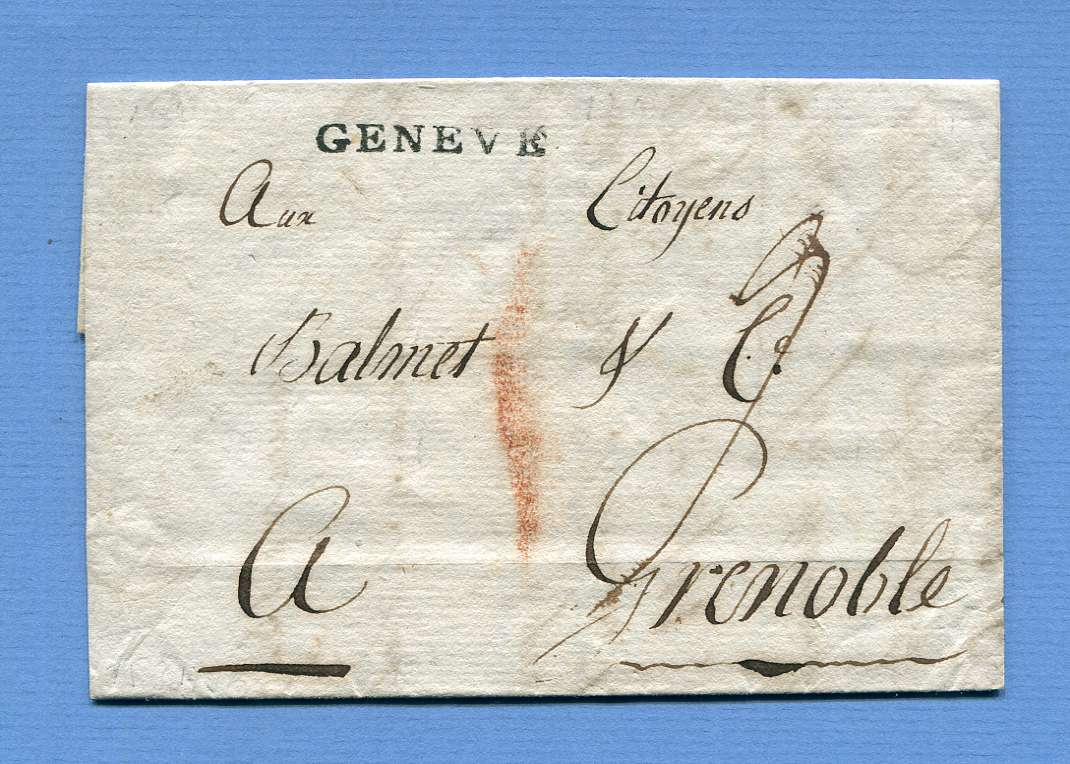 GENEVE
Aux Citoyens
Balmet & C.e
A Grenoble